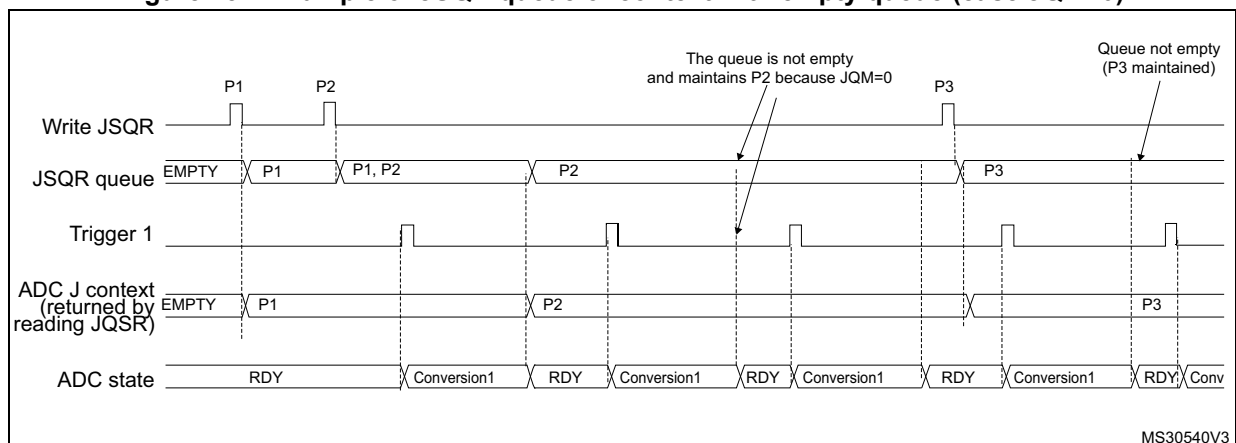 The queue is not empty
and maintains P2 because JQM=0
Queue not empty
(P3 maintained)
P1 P2 P3
Write JSQR
JSQR queue EMPTY P1 P1, P2 P2 P3
Trigger 1
ADC J context
(returned by
reading JQSR) EMPTY P1 P2 P3
ADC state RDY Conversion1 RDY Conversion1 RDY Conversion1 RDY Conversion1 RDY Conv
MS30540V3